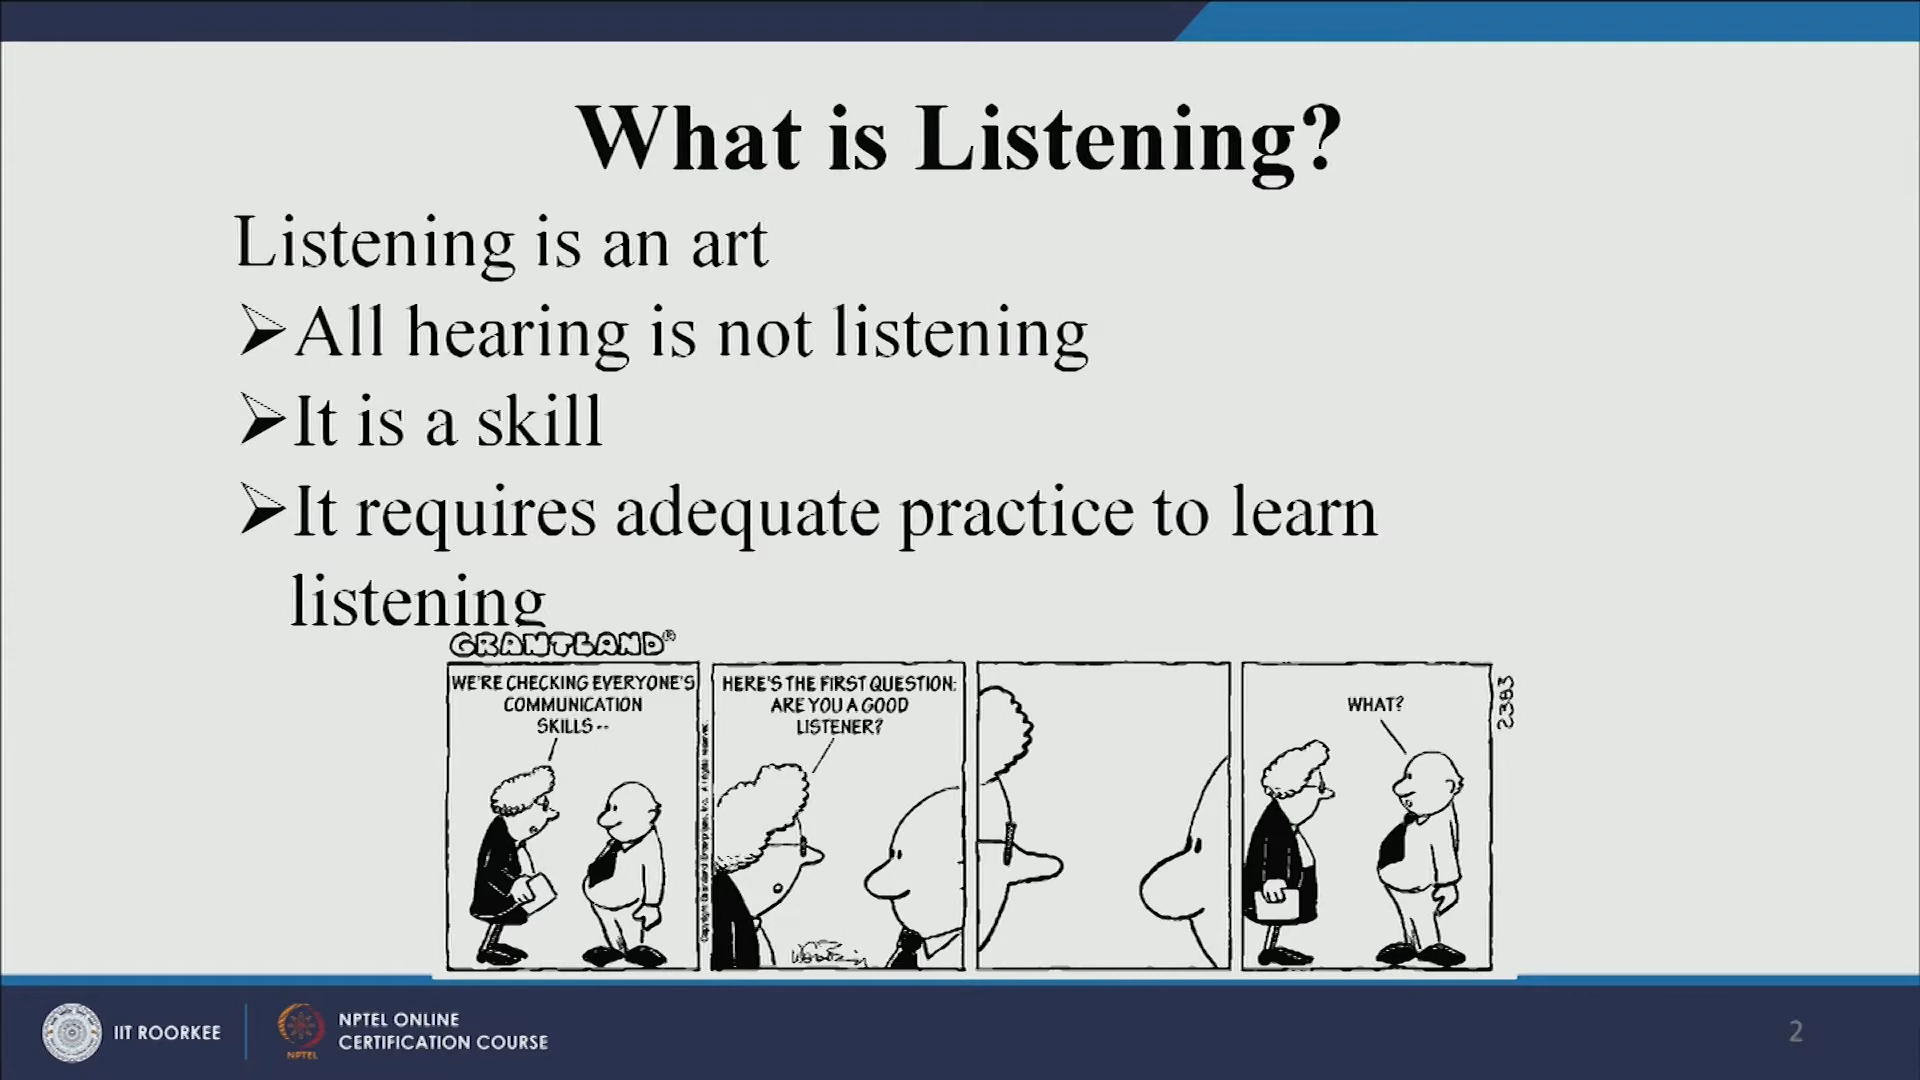 What is Listening?
Listening is an art
➢All hearing is not listening
➢It is a skill
➢It requires adequate practice to learn
listening
GRANTLAND®
WE'RE CHECKING EVERYONE'S
COMMUNICATION
SKILLS--
HERE'S THE FIRST QUESTION:
ARE YOU A GOOD
LISTENER?
WHAT?
2383
IIT ROORKEE
NPTEL
NPTEL ONLINE
CERTIFICATION COURSE
2